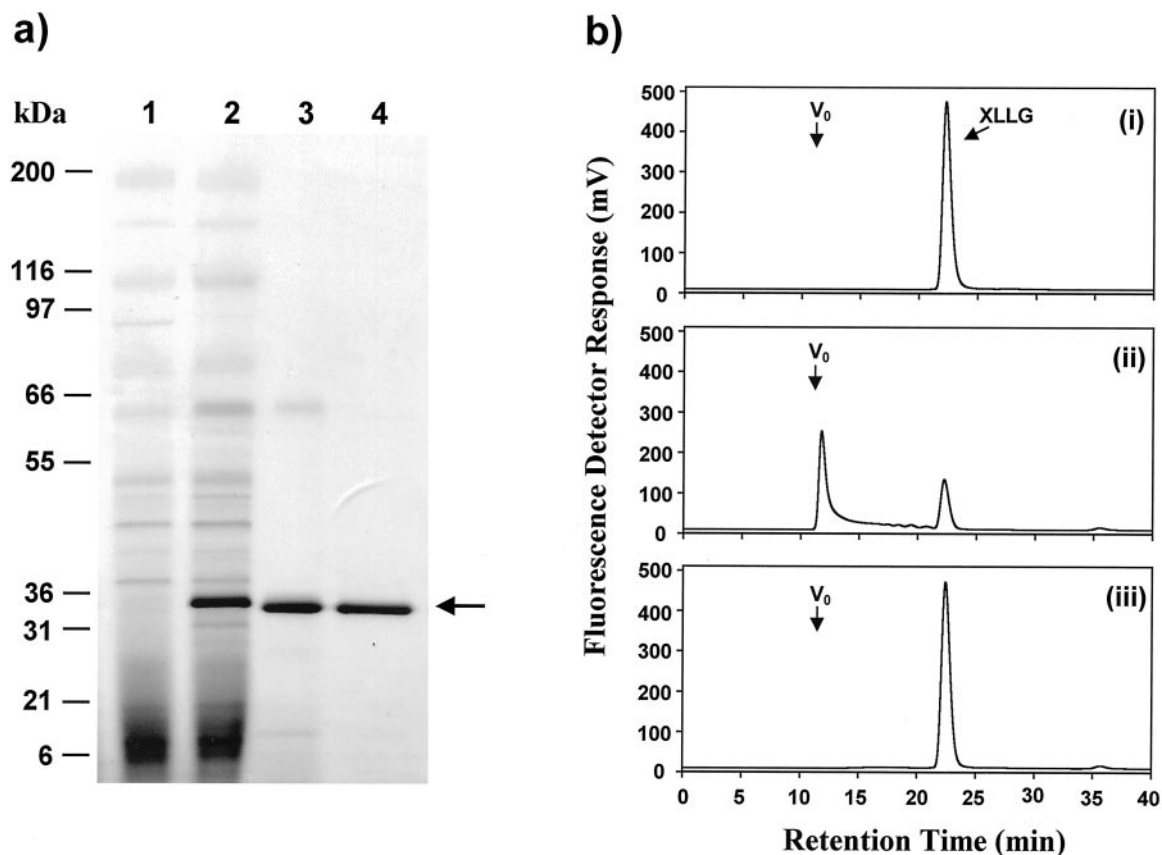 a)
kDa 1 2 3 4
200
116
97
66
55
36
31
21
6
b)
Fluorescence Detector Response (mV)
500
400
300
200
100
0
V₀
XLLG
(i)
500
400
300
200
100
0
V₀
(ii)
500
400
300
200
100
0
V₀
(iii)
0 5 10 15 20 25 30 35 40
Retention Time (min)